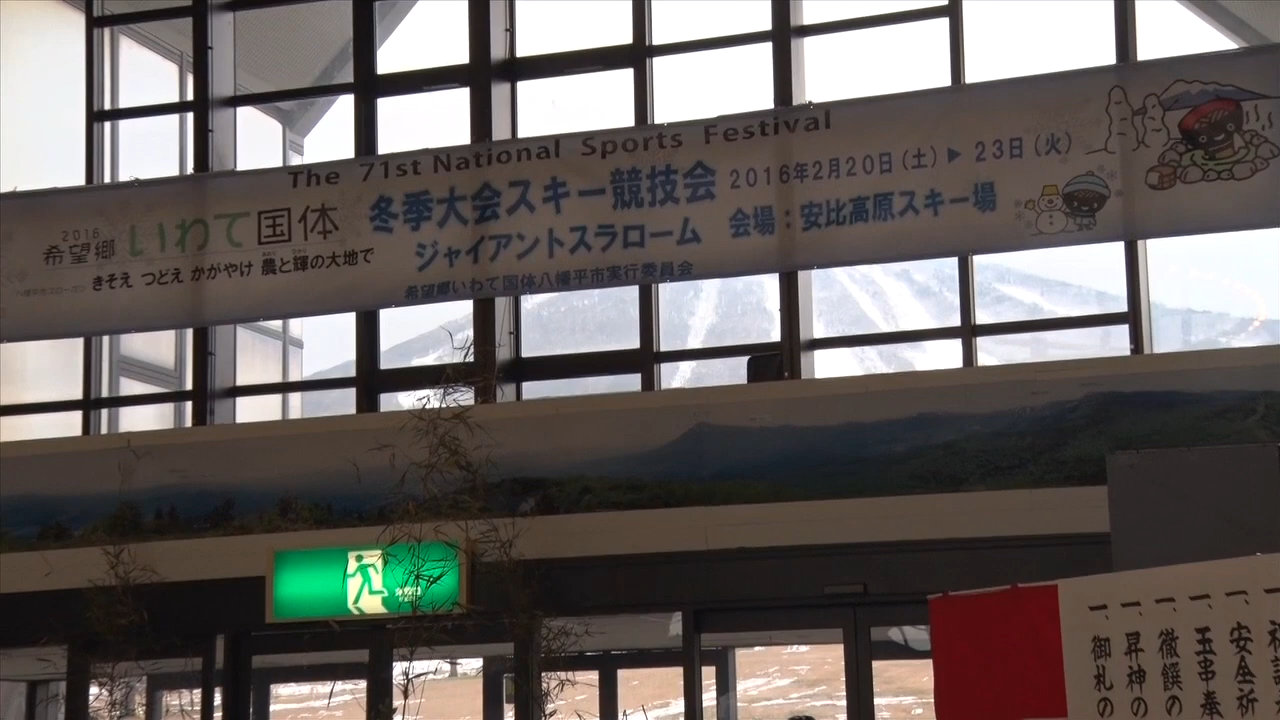 The 71st National Sports Festival
2016
希望郷 いわて国体
冬季大会スキー競技会 2016年2月20日(土)▶23日(火)
ジャイアントスラローム 会場：安比高原スキー場
きそえ つどえ かがやけ 農と輝の大地で
希望郷いわて国体八幡平市実行委員会
一、安全祈
一、玉串奉
一、徹饌の
一、昇神の
一、御札の